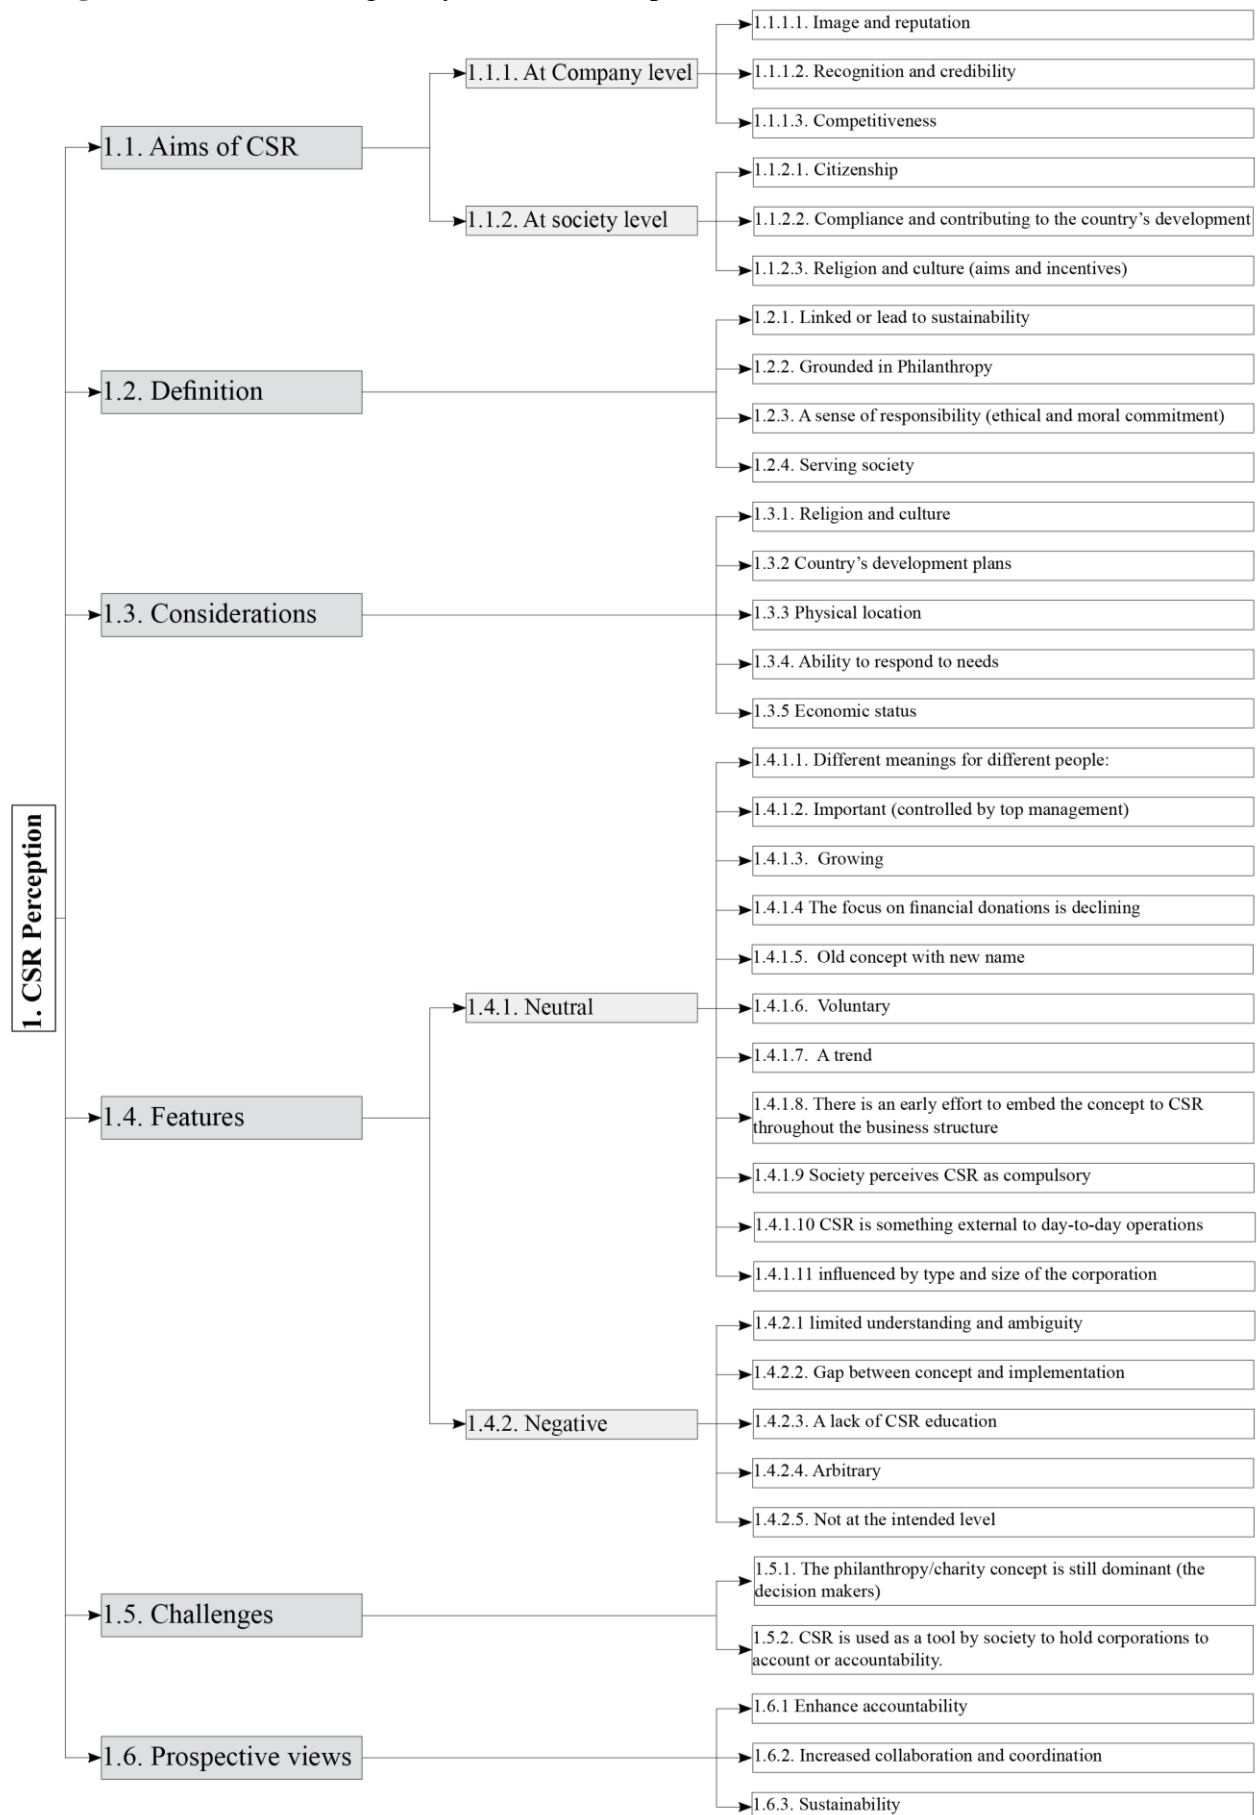 1. CSR Perception
1.1. Aims of CSR
1.1.1. At Company level
1.1.1.1. Image and reputation
1.1.1.2. Recognition and credibility
1.1.1.3. Competitiveness
1.1.2. At society level
1.1.2.1. Citizenship
1.1.2.2. Compliance and contributing to the country’s development
1.1.2.3. Religion and culture (aims and incentives)
1.2. Definition
1.2.1. Linked or lead to sustainability
1.2.2. Grounded in Philanthropy
1.2.3. A sense of responsibility (ethical and moral commitment)
1.2.4. Serving society
1.3. Considerations
1.3.1. Religion and culture
1.3.2 Country’s development plans
1.3.3 Physical location
1.3.4. Ability to respond to needs
1.3.5 Economic status
1.4. Features
1.4.1. Neutral
1.4.1.1. Different meanings for different people:
1.4.1.2. Important (controlled by top management)
1.4.1.3. Growing
1.4.1.4 The focus on financial donations is declining
1.4.1.5. Old concept with new name
1.4.1.6. Voluntary
1.4.1.7. A trend
1.4.1.8. There is an early effort to embed the concept to CSR
throughout the business structure
1.4.1.9 Society perceives CSR as compulsory
1.4.1.10 CSR is something external to day-to-day operations
1.4.1.11 influenced by type and size of the corporation
1.4.2. Negative
1.4.2.1 limited understanding and ambiguity
1.4.2.2. Gap between concept and implementation
1.4.2.3. A lack of CSR education
1.4.2.4. Arbitrary
1.4.2.5. Not at the intended level
1.5. Challenges
1.5.1. The philanthropy/charity concept is still dominant (the
decision makers)
1.5.2. CSR is used as a tool by society to hold corporations to
account or accountability.
1.6. Prospective views
1.6.1 Enhance accountability
1.6.2. Increased collaboration and coordination
1.6.3. Sustainability